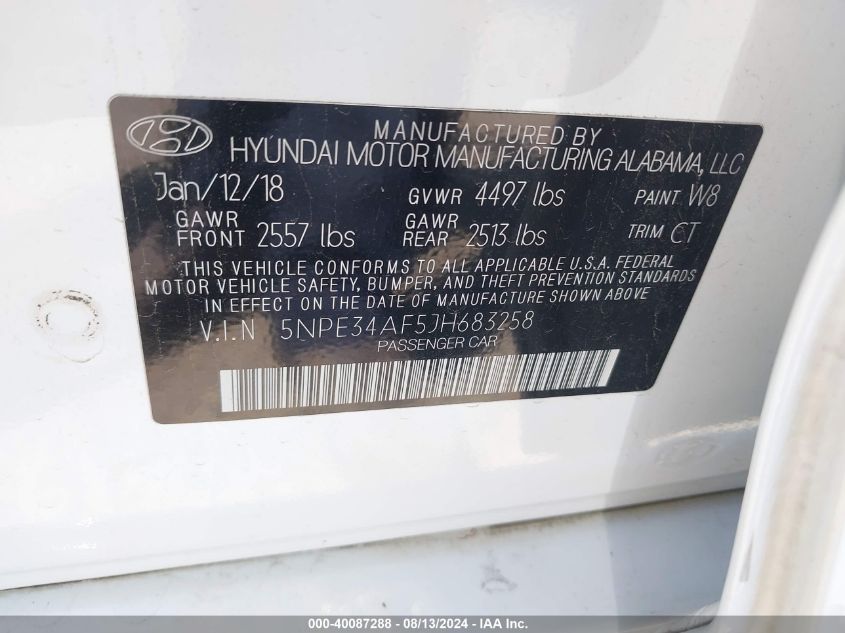 MANUFACTURED BY
HYUNDAI MOTOR MANUFACTURING ALABAMA, LLC
Jan/12/18 GVWR 4497 lbs PAINT W8
GAWR FRONT 2557 lbs GAWR REAR 2513 lbs TRIM CT
THIS VEHICLE CONFORMS TO ALL APPLICABLE U.S.A. FEDERAL
MOTOR VEHICLE SAFETY, BUMPER, AND THEFT PREVENTION STANDARDS
IN EFFECT ON THE DATE OF MANUFACTURE SHOWN ABOVE
V.I.N 5NPE34AF5JH683258
PASSENGER CAR
000-40087288 - 08/13/2024 - IAA Inc.